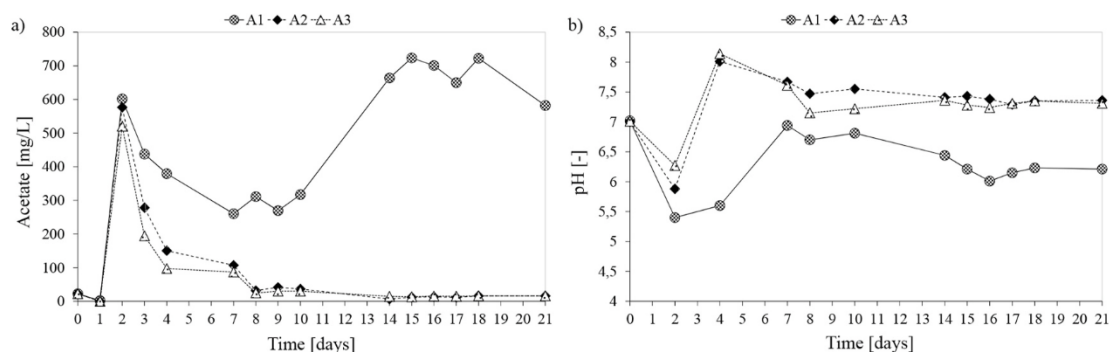 A1 A2 A3
a)
800
700
600
500
400
300
200
100
0
Acetate [mg/L]
0 1 2 3 4 5 6 7 8 9 10 11 12 13 14 15 16 17 18 19 20 21
Time [days]
A1 A2 A3
b)
8,5
8
7,5
7
6,5
6
5,5
5
4,5
4
pH [-]
0 1 2 3 4 5 6 7 8 9 10 11 12 13 14 15 16 17 18 19 20 21
Time [days]